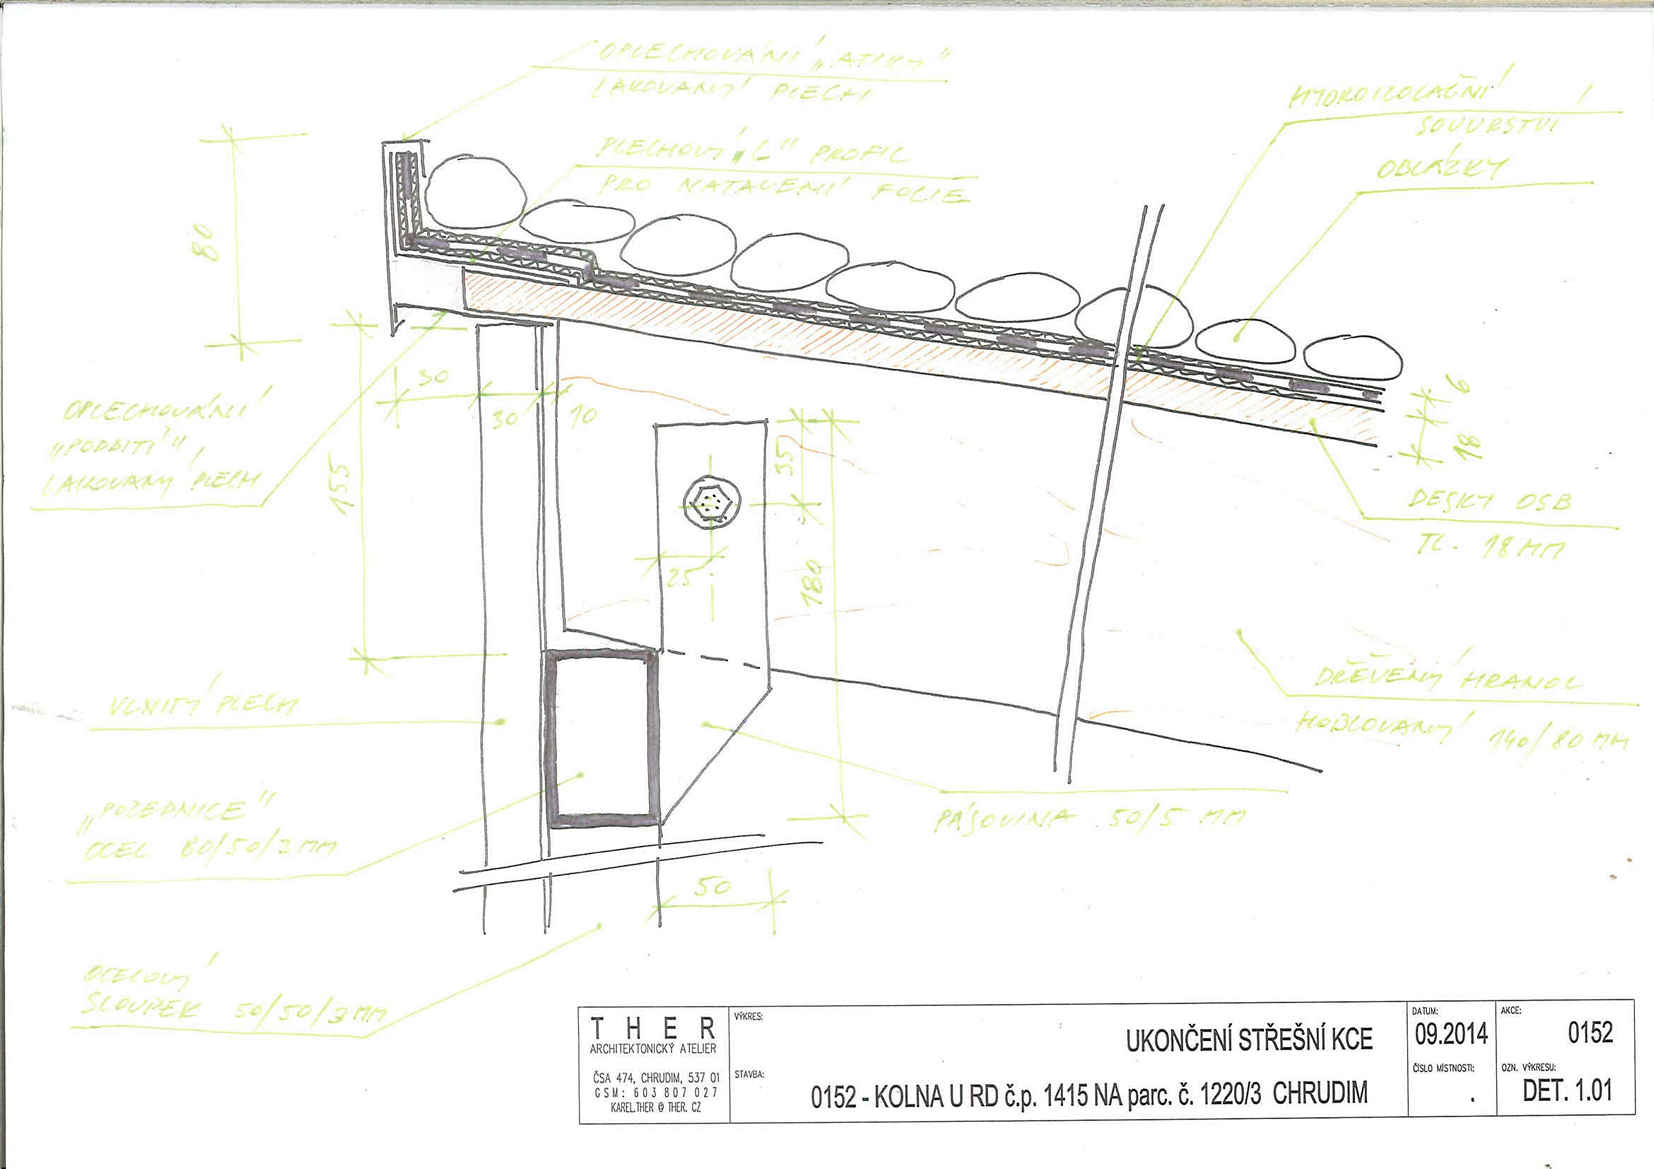 OPLECHOVÁNÍ „ATIKY"
LAKOVANÝ PLECH
HYDROIZOLAČNÍ
SOUVRSTVÍ
PLECHOVÝ „L" PROFIL
PRO NATAVENÍ FOLIE
OBLÁZKY
80
30
30
10
6
18
OPLECHOVÁNÍ
„PODBITÍ",
LAKOVANÝ PLECH
155
35
25
180
DESKY OSB
TL. 18 MM
VLNITÝ PLECH
DŘEVĚNÝ HRANOL
HOBLOVANÝ 140/80 MM
„POZEDNICE"
OCEL 80/50/3 MM
PÁSOVINA 50/5 MM
50
OCELOVÝ
SLOUPEK 50/50/3 MM
THER
ARCHITEKTONICKÝ ATELIER
ČSA 474, CHRUDIM, 537 01
GSM: 603 807 027
KAREL.THER @ THER. CZ
VÝKRES:
UKONČENÍ STŘEŠNÍ KCE
STAVBA:
0152 - KOLNA U RD č.p. 1415 NA parc. č. 1220/3 CHRUDIM
DATUM:
09.2014
ČÍSLO MÍSTNOSTI:
.
AKCE:
0152
OZN. VÝKRESU:
DET. 1.01